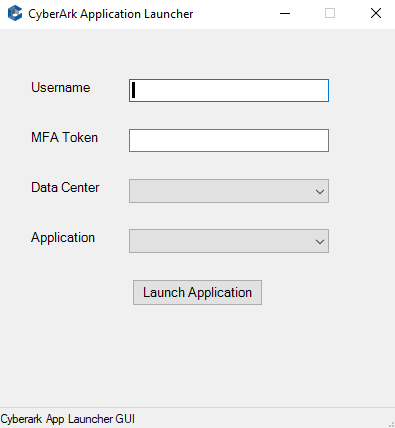 CyberArk Application Launcher
Username
MFA Token
Data Center
Application
Launch Application
Cyberark App Launcher GUI